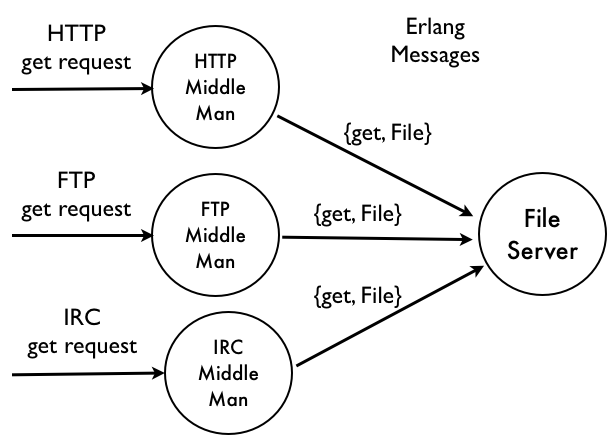 HTTP
get request
HTTP
Middle
Man
Erlang
Messages
{get, File}
FTP
get request
FTP
Middle
Man
{get, File}
File
Server
IRC
get request
IRC
Middle
Man
{get, File}